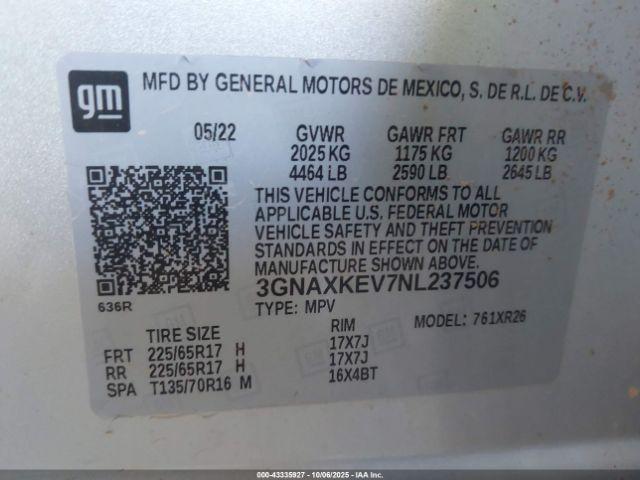 gm
MFD BY GENERAL MOTORS DE MEXICO, S. DE R.L. DE C.V.
05/22 GVWR GAWR FRT GAWR RR
2025 KG 1175 KG 1200 KG
4464 LB 2590 LB 2645 LB
THIS VEHICLE CONFORMS TO ALL
APPLICABLE U.S. FEDERAL MOTOR
VEHICLE SAFETY AND THEFT PREVENTION
STANDARDS IN EFFECT ON THE DATE OF
MANUFACTURE SHOWN ABOVE.
3GNAXKEV7NL237506
636R
TYPE: MPV MODEL: 761XR26
TIRE SIZE RIM
FRT 225/65R17 H 17X7J
RR 225/65R17 H 17X7J
SPA T135/70R16 M 16X4BT
000-43335927 - 10/06/2025 - IAA Inc.